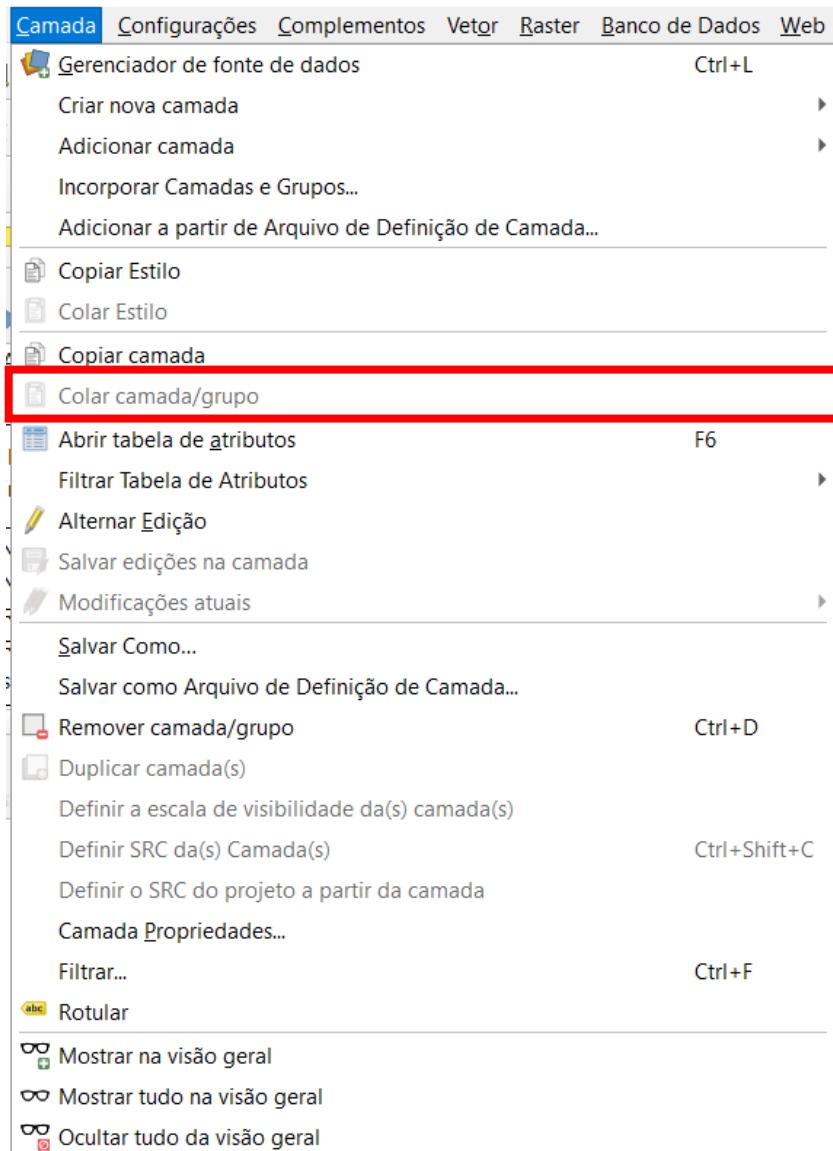 Camada Configurações Complementos Vetor Raster Banco de Dados Web
Gerenciador de fonte de dados Ctrl+L
Criar nova camada
Adicionar camada
Incorporar Camadas e Grupos...
Adicionar a partir de Arquivo de Definição de Camada...
Copiar Estilo
Colar Estilo
Copiar camada
Colar camada/grupo
Abrir tabela de atributos F6
Filtrar Tabela de Atributos
Alternar Edição
Salvar edições na camada
Modificações atuais
Salvar Como...
Salvar como Arquivo de Definição de Camada...
Remover camada/grupo Ctrl+D
Duplicar camada(s)
Definir a escala de visibilidade da(s) camada(s)
Definir SRC da(s) Camada(s) Ctrl+Shift+C
Definir o SRC do projeto a partir da camada
Camada Propriedades...
Filtrar... Ctrl+F
abc Rotular
Mostrar na visão geral
Mostrar tudo na visão geral
Ocultar tudo da visão geral